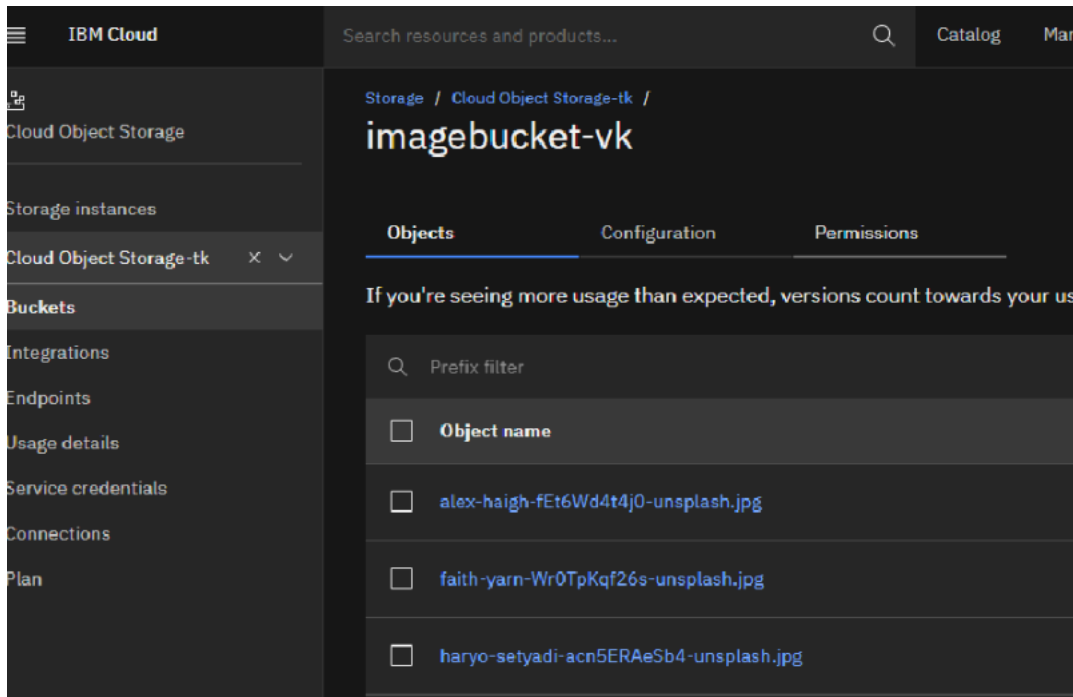 IBM Cloud
Search resources and products...
Catalog
Cloud Object Storage
Storage instances
Cloud Object Storage-tk
Buckets
Integrations
Endpoints
Usage details
Service credentials
Connections
Plan
Storage / Cloud Object Storage-tk /
imagebucket-vk
Objects Configuration Permissions
If you're seeing more usage than expected, versions count towards your
Prefix filter
Object name
alex-haigh-fEt6Wd4t4j0-unsplash.jpg
faith-yarn-Wr0TpKqf26s-unsplash.jpg
haryo-setyadi-acn5ERAeSb4-unsplash.jpg